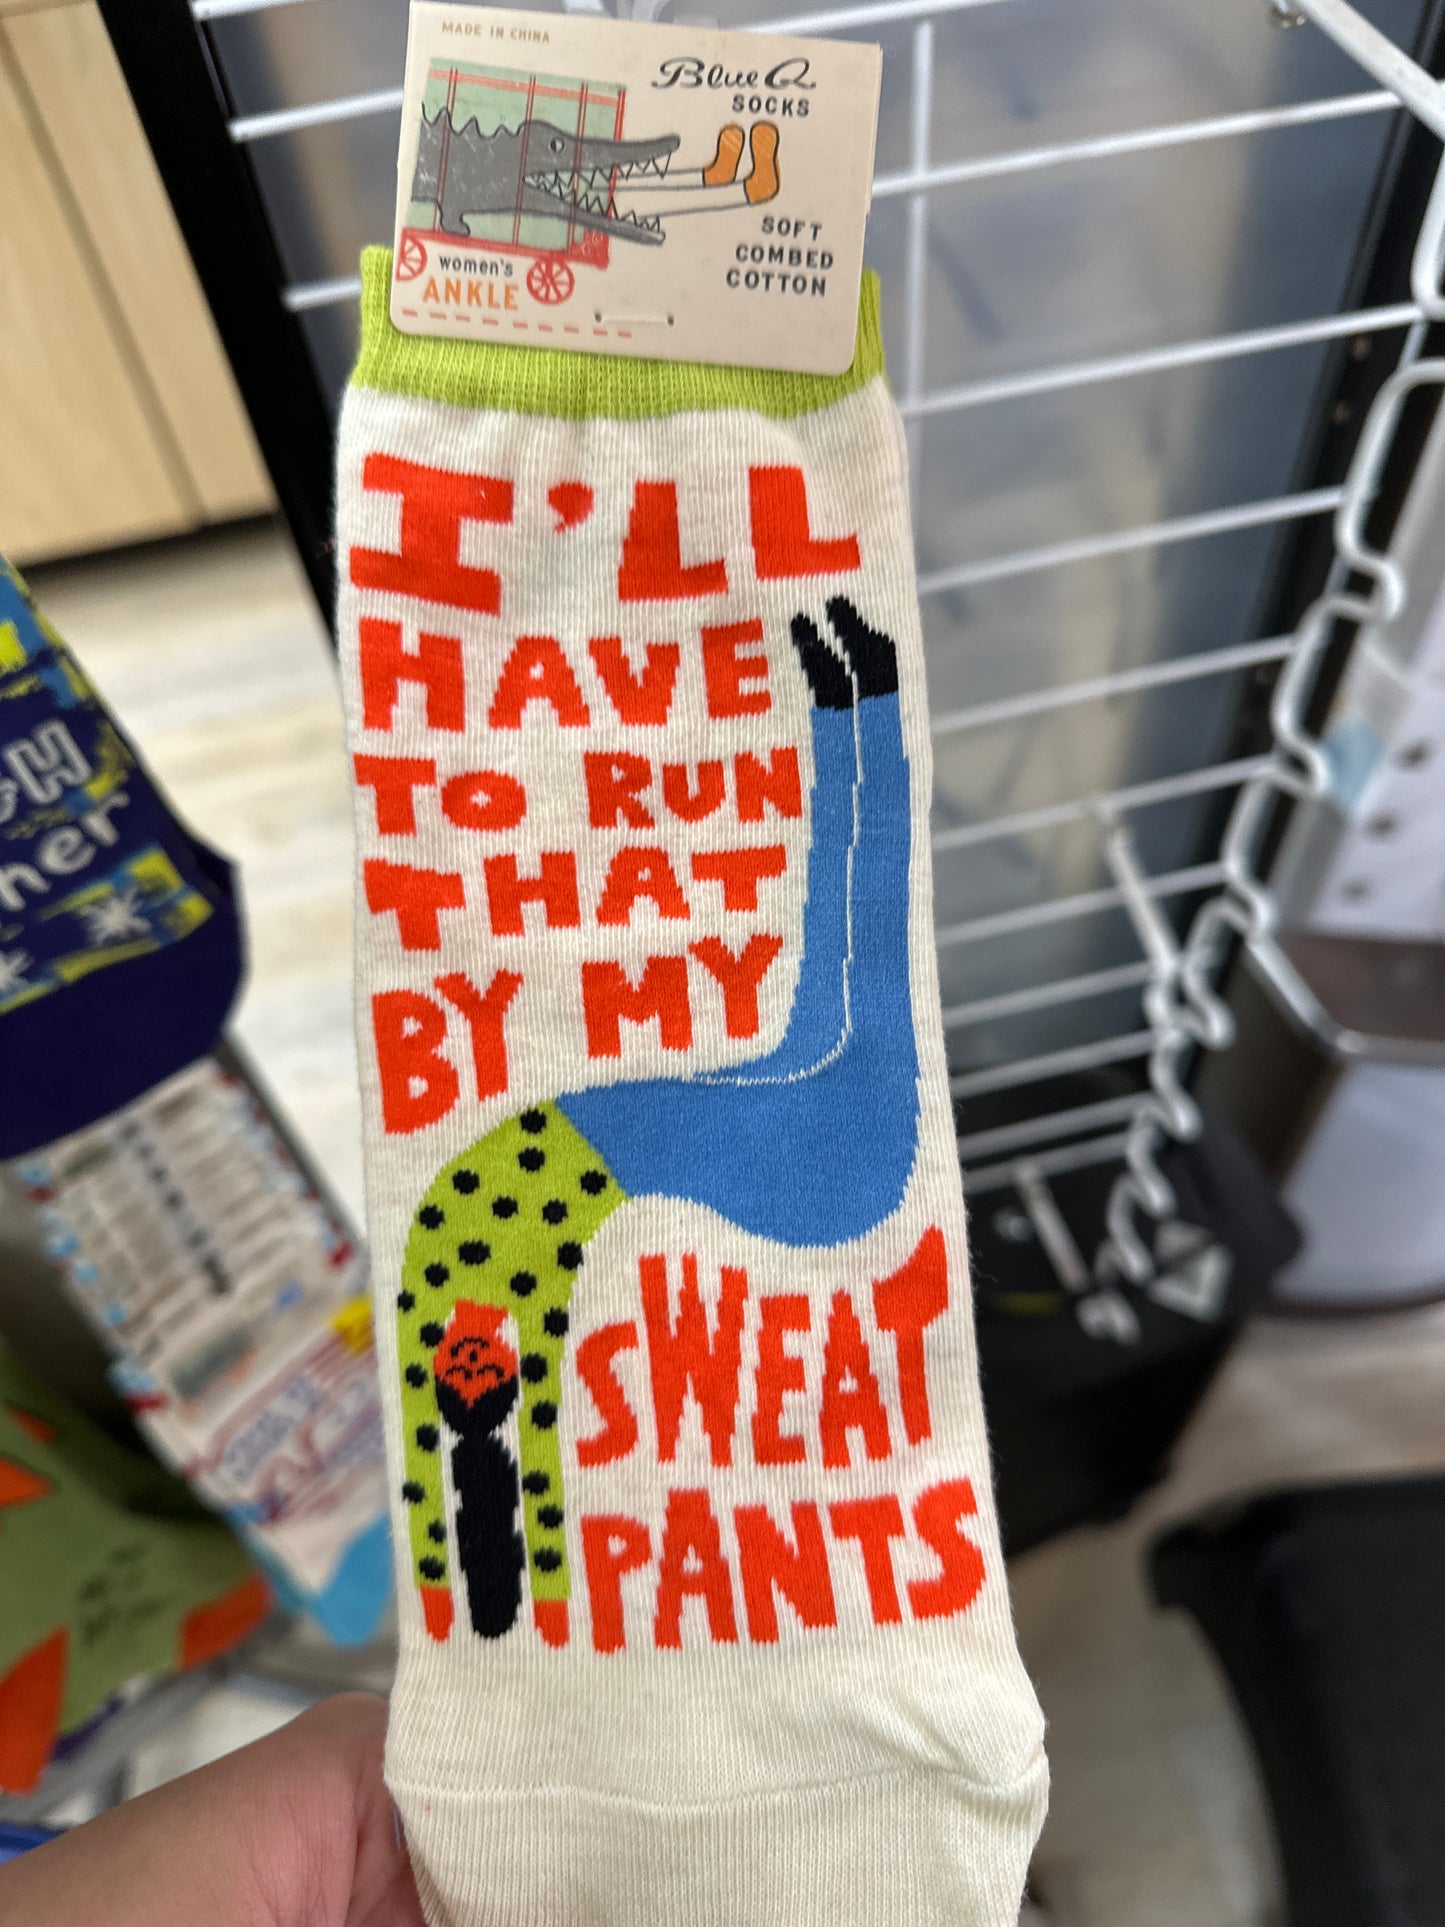 MADE IN CHINA
Blue Q
SOCKS
SOFT
COMBED
COTTON
women's
ANKLE
I'LL
HAVE
TO RUN
THAT
BY MY
SWEAT
PANTS